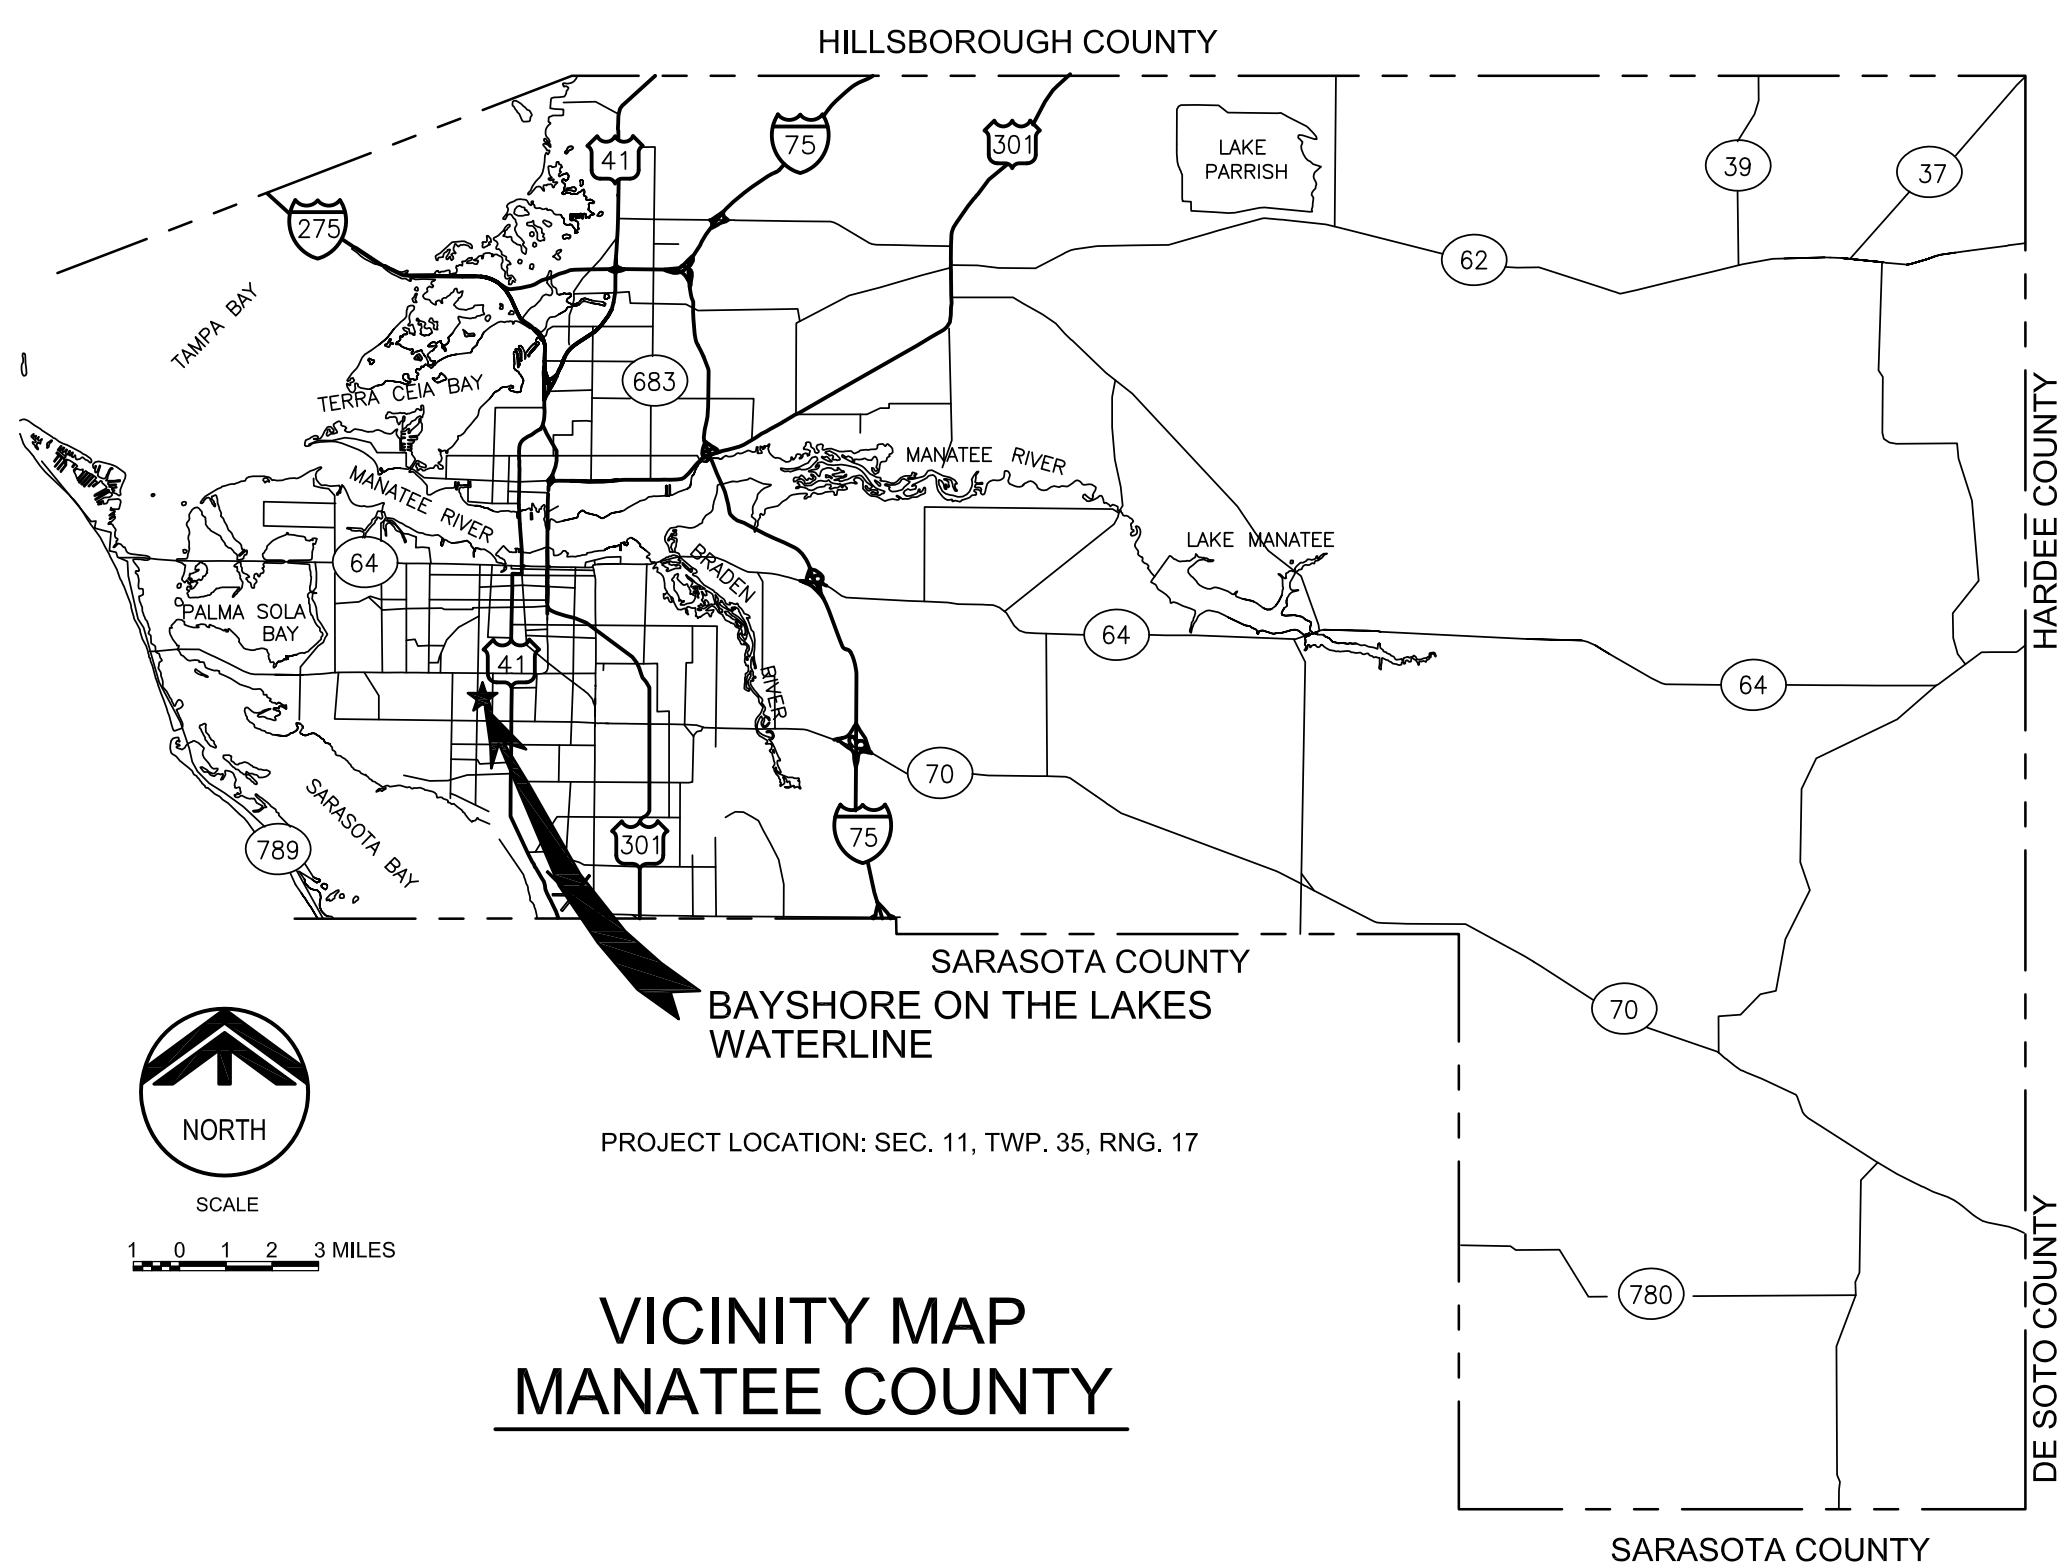 HILLSBOROUGH COUNTY
41
75
301
LAKE
PARRISH
39
37
275
62
TAMPA BAY
TERRA CEIA BAY
683
MANATEE RIVER
MANATEE RIVER
HARDEE COUNTY
64
BRADEN
RIVER
LAKE MANATEE
PALMA SOLA
BAY
64
41
64
70
SARASOTA BAY
789
301
75
SARASOTA COUNTY
BAYSHORE ON THE LAKES
WATERLINE
70
NORTH
PROJECT LOCATION: SEC. 11, TWP. 35, RNG. 17
SCALE
1 0 1 2 3 MILES
780
DE SOTO COUNTY
VICINITY MAP
MANATEE COUNTY
SARASOTA COUNTY